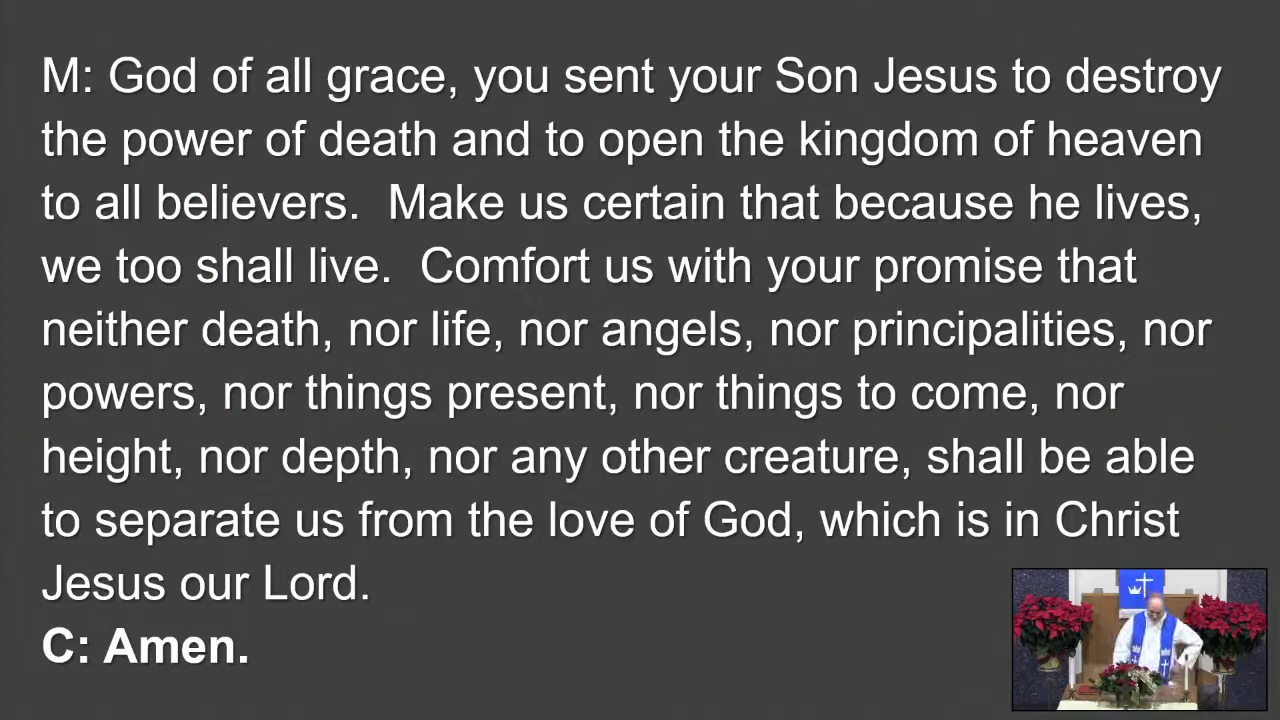 M: God of all grace, you sent your Son Jesus to destroy
the power of death and to open the kingdom of heaven
to all believers.  Make us certain that because he lives,
we too shall live.  Comfort us with your promise that
neither death, nor life, nor angels, nor principalities, nor
powers, nor things present, nor things to come, nor
height, nor depth, nor any other creature, shall be able
to separate us from the love of God, which is in Christ
Jesus our Lord.
C: Amen.